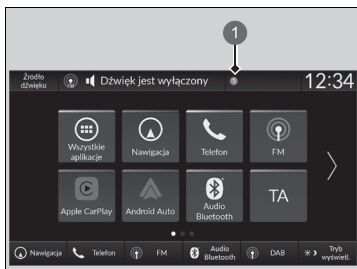 1
Źródło
dźwięku
Dźwięk jest wyłączony
12:34
Wszystkie
aplikacje
Nawigacja
Telefon
FM
Apple CarPlay
Android Auto
Audio
Bluetooth
TA
Nawigacja
Telefon
FM
Audio
Bluetooth
DAB
Tryb
wyświetl.